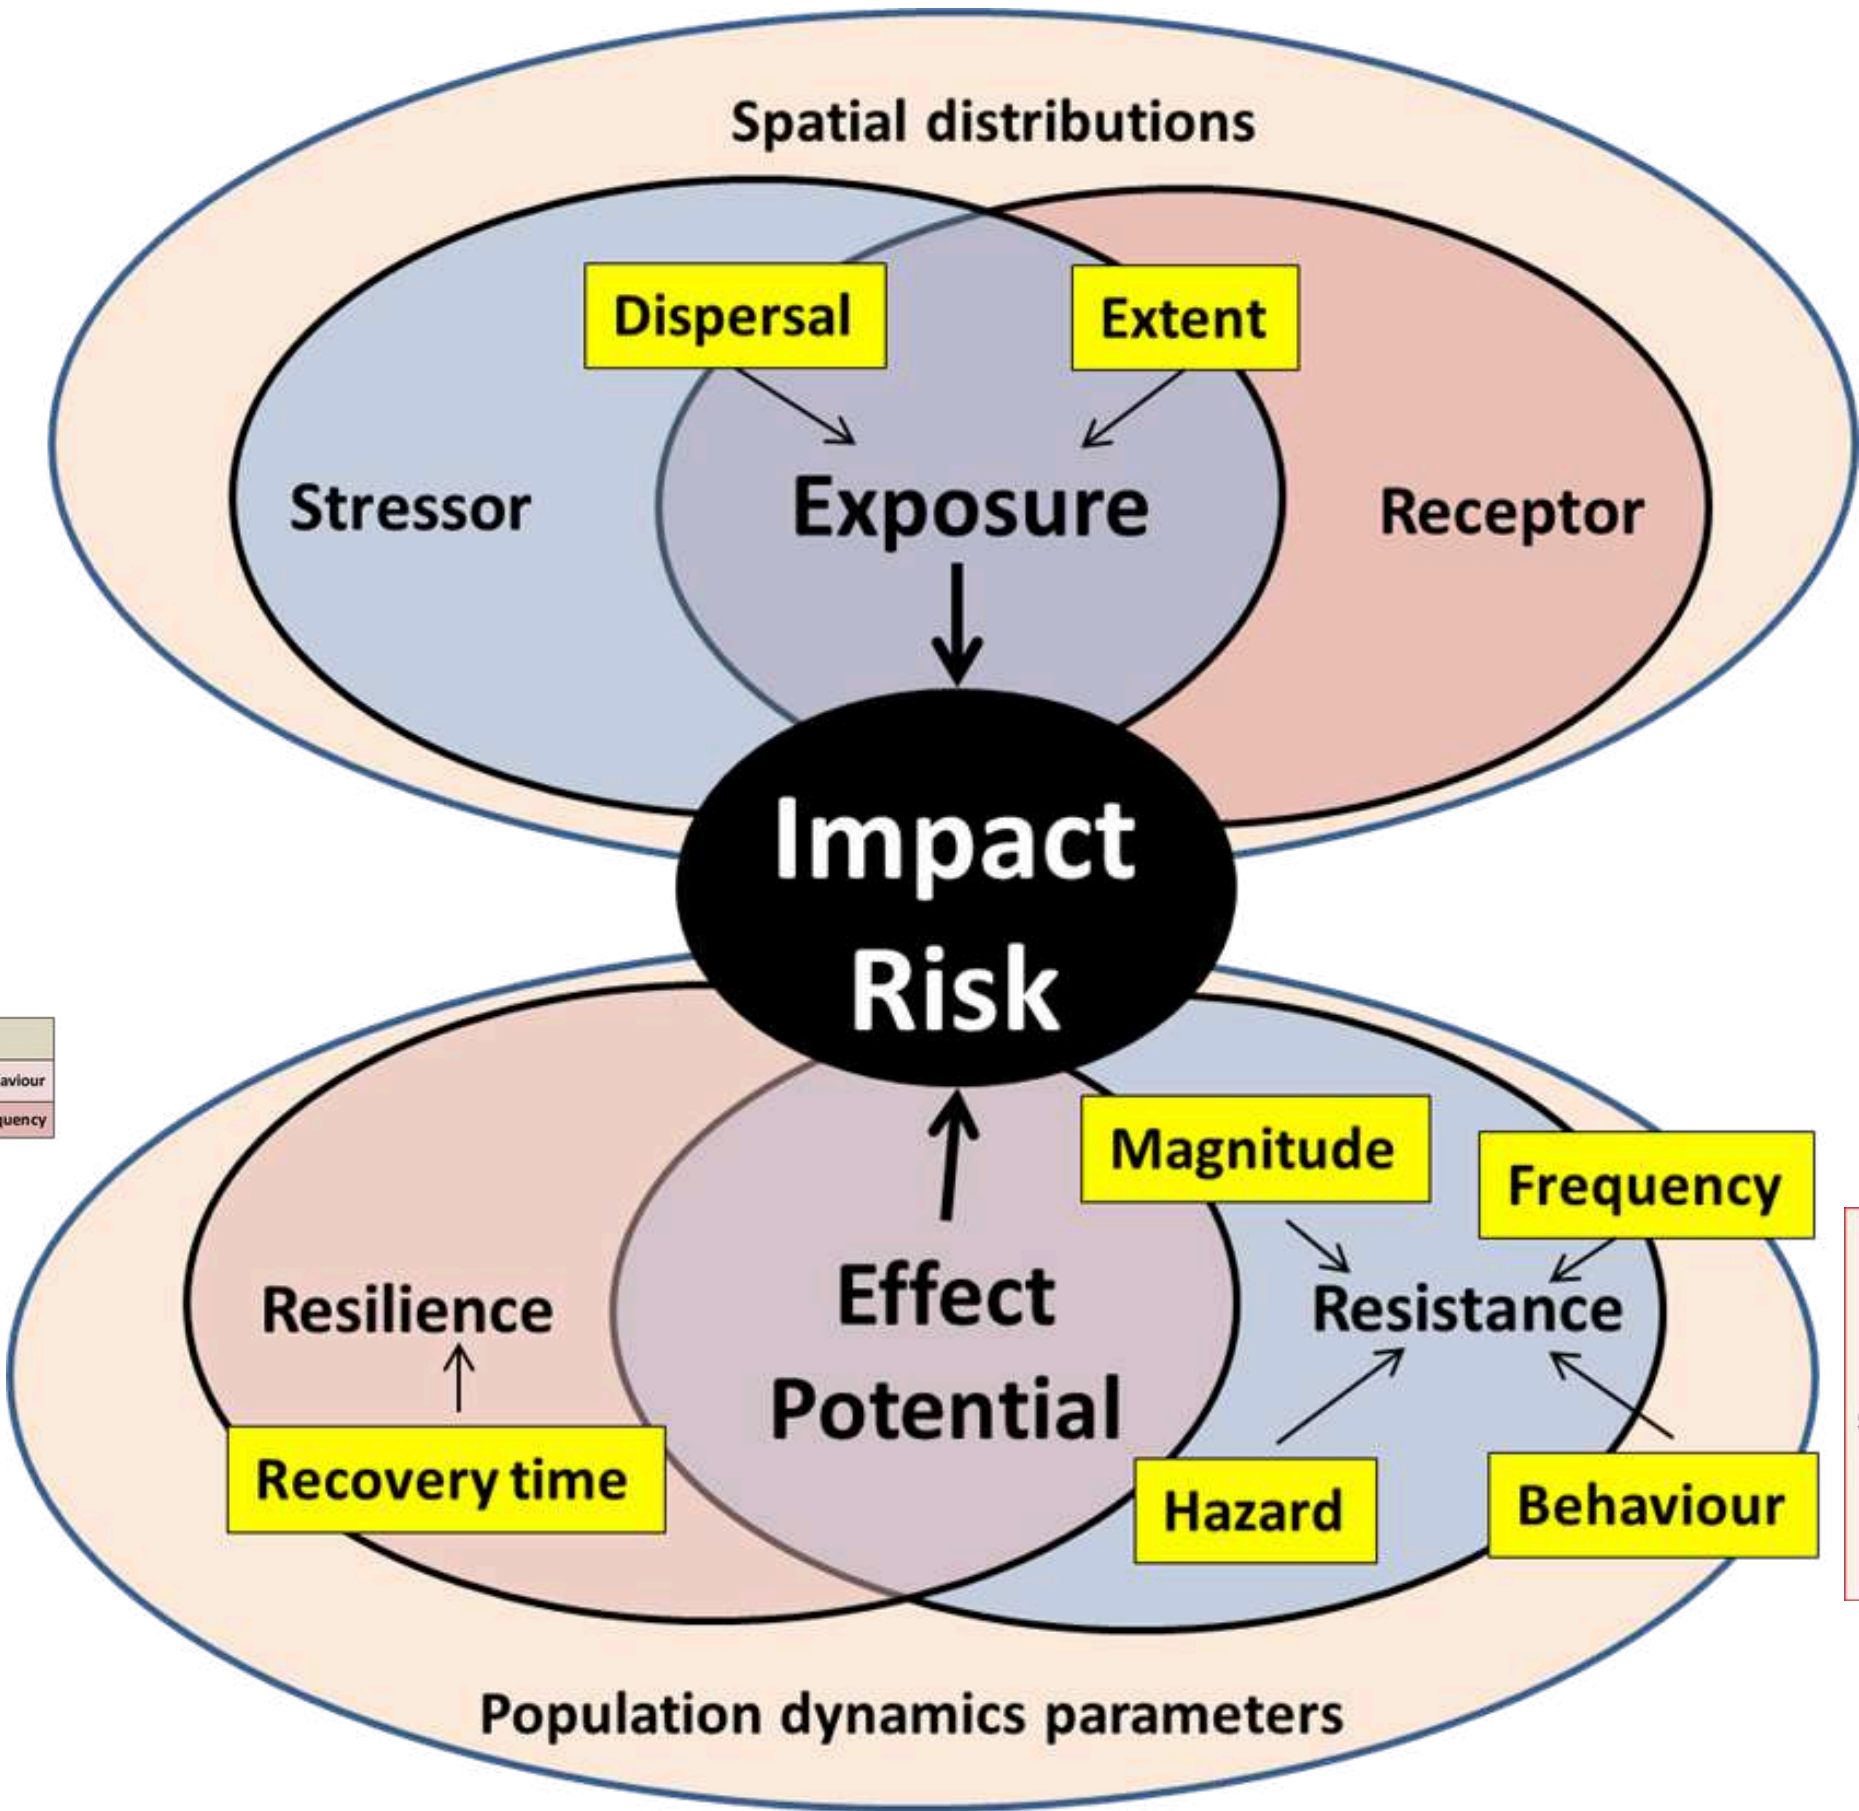 Spatial distributions
Dispersal
Extent
Stressor
Exposure
Receptor
Impact
Risk
Magnitude
Frequency
Effect
Potential
Resilience
Resistance
Recovery time
Hazard
Behaviour
Population dynamics parameters